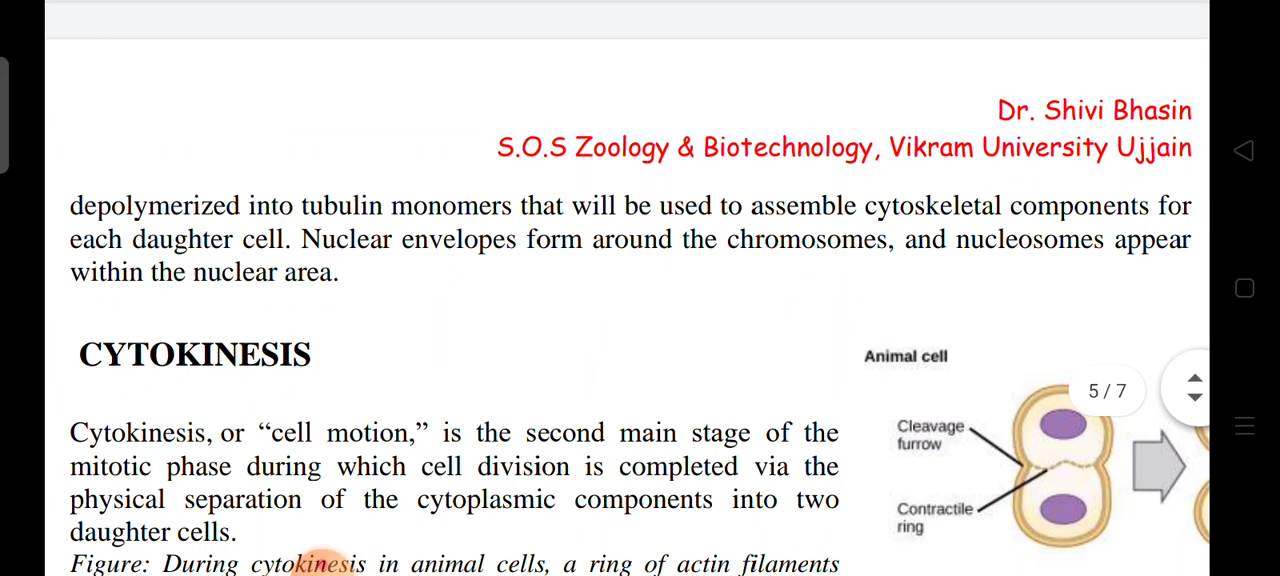 Dr. Shivi Bhasin
S.O.S Zoology & Biotechnology, Vikram University Ujjain
depolymerized into tubulin monomers that will be used to assemble cytoskeletal components for
each daughter cell. Nuclear envelopes form around the chromosomes, and nucleosomes appear
within the nuclear area.
CYTOKINESIS
Cytokinesis, or “cell motion,” is the second main stage of the
mitotic phase during which cell division is completed via the
physical separation of the cytoplasmic components into two
daughter cells.
Figure: During cytokinesis in animal cells, a ring of actin filaments
Animal cell
5 / 7
Cleavage
furrow
Contractile
ring